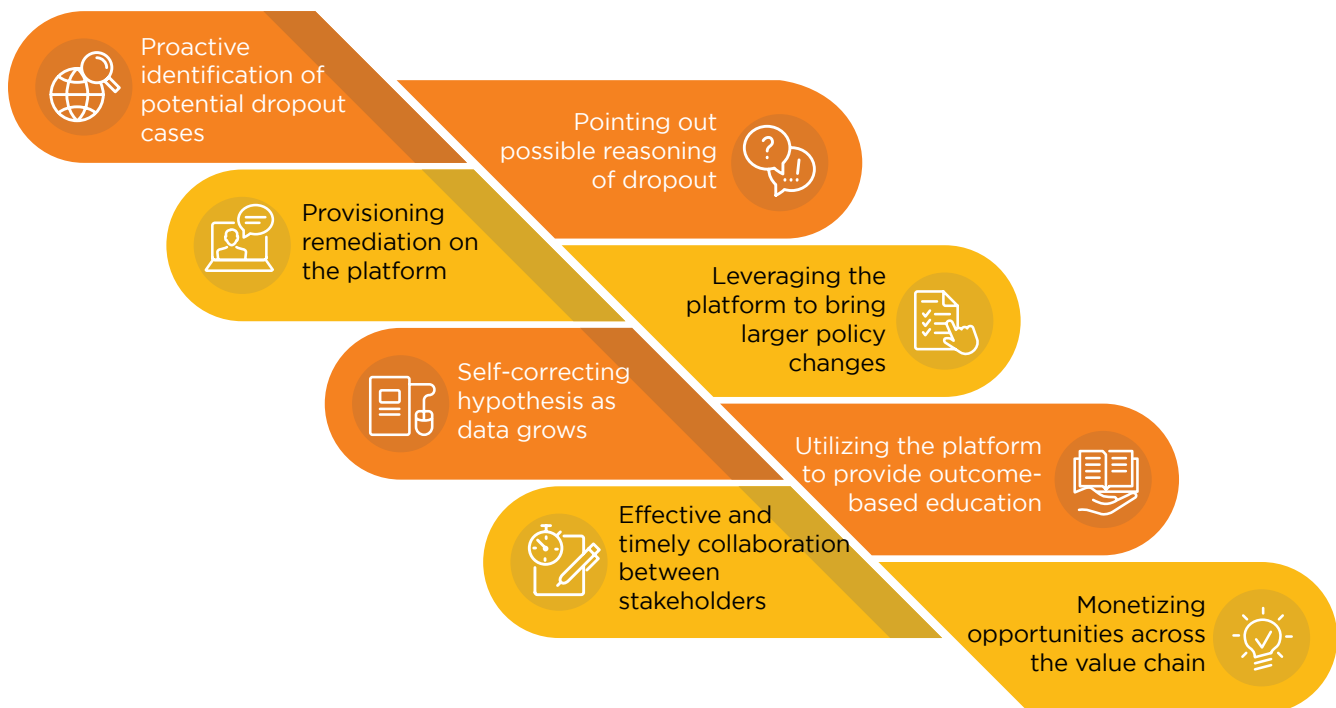 Proactive
identification of
potential dropout
cases
Pointing out
possible reasoning
of dropout
Provisioning
remediation on
the platform
Leveraging the
platform to bring
larger policy
changes
Self-correcting
hypothesis as
data grows
Utilizing the platform
to provide outcome-
based education
Effective and
timely collaboration
between
stakeholders
Monetizing
opportunities across
the value chain